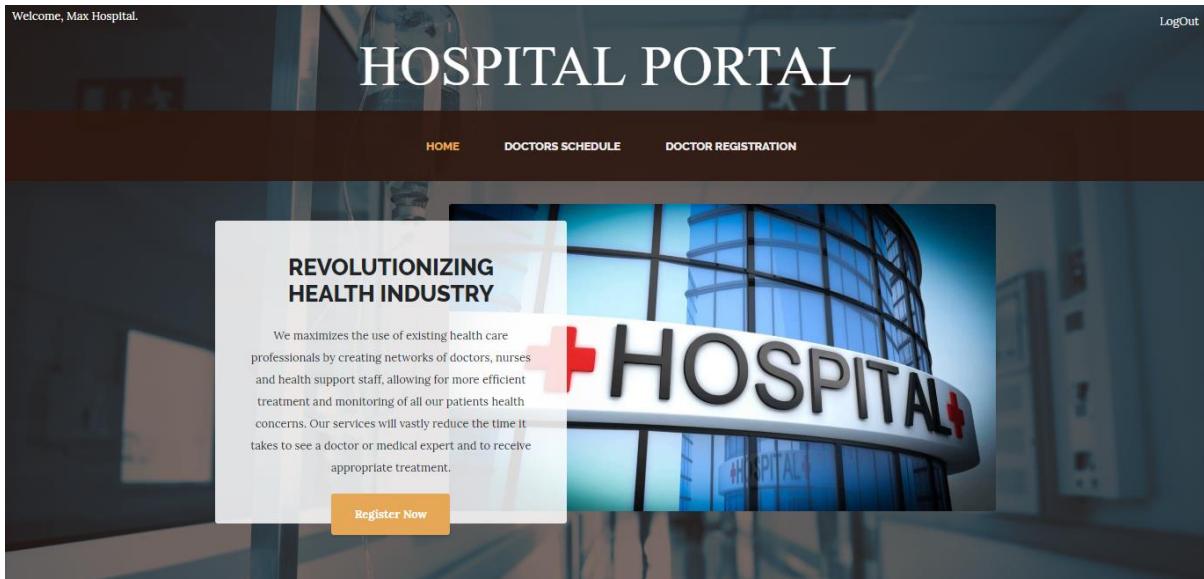 Welcome, Max Hospital.
LogOut
HOSPITAL PORTAL
HOME DOCTORS SCHEDULE DOCTOR REGISTRATION
REVOLUTIONIZING
HEALTH INDUSTRY
We maximizes the use of existing health care
professionals by creating networks of doctors, nurses
and health support staff, allowing for more efficient
treatment and monitoring of all our patients health
concerns. Our services will vastly reduce the time it
takes to see a doctor or medical expert and to receive
appropriate treatment.
Register Now
HOSPITAL
HOSPITAL